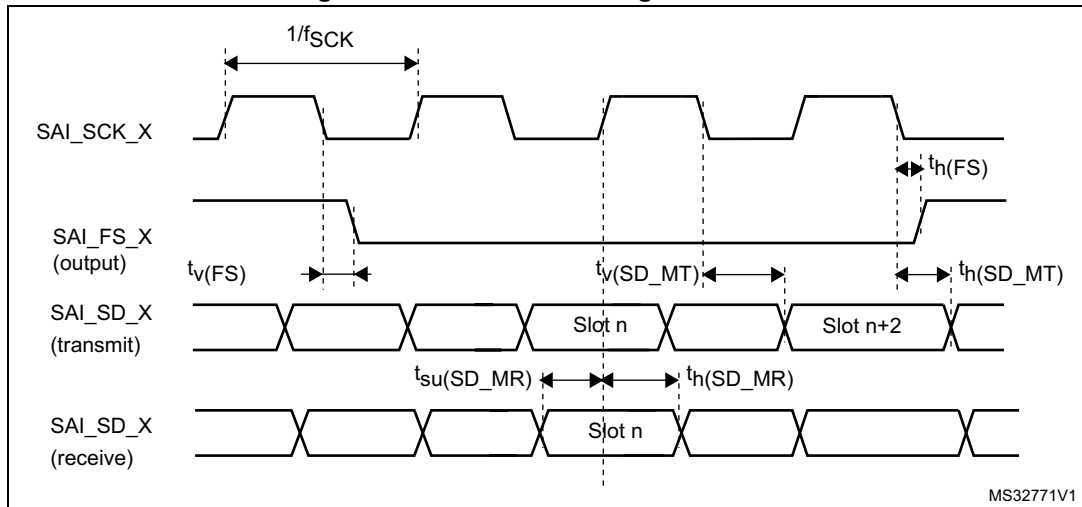 1/fSCK
SAI_SCK_X
th(FS)
SAI_FS_X
(output)
tv(FS)
tv(SD_MT)
th(SD_MT)
SAI_SD_X
(transmit)
Slot n
Slot n+2
tsu(SD_MR)
th(SD_MR)
SAI_SD_X
(receive)
Slot n
MS32771V1